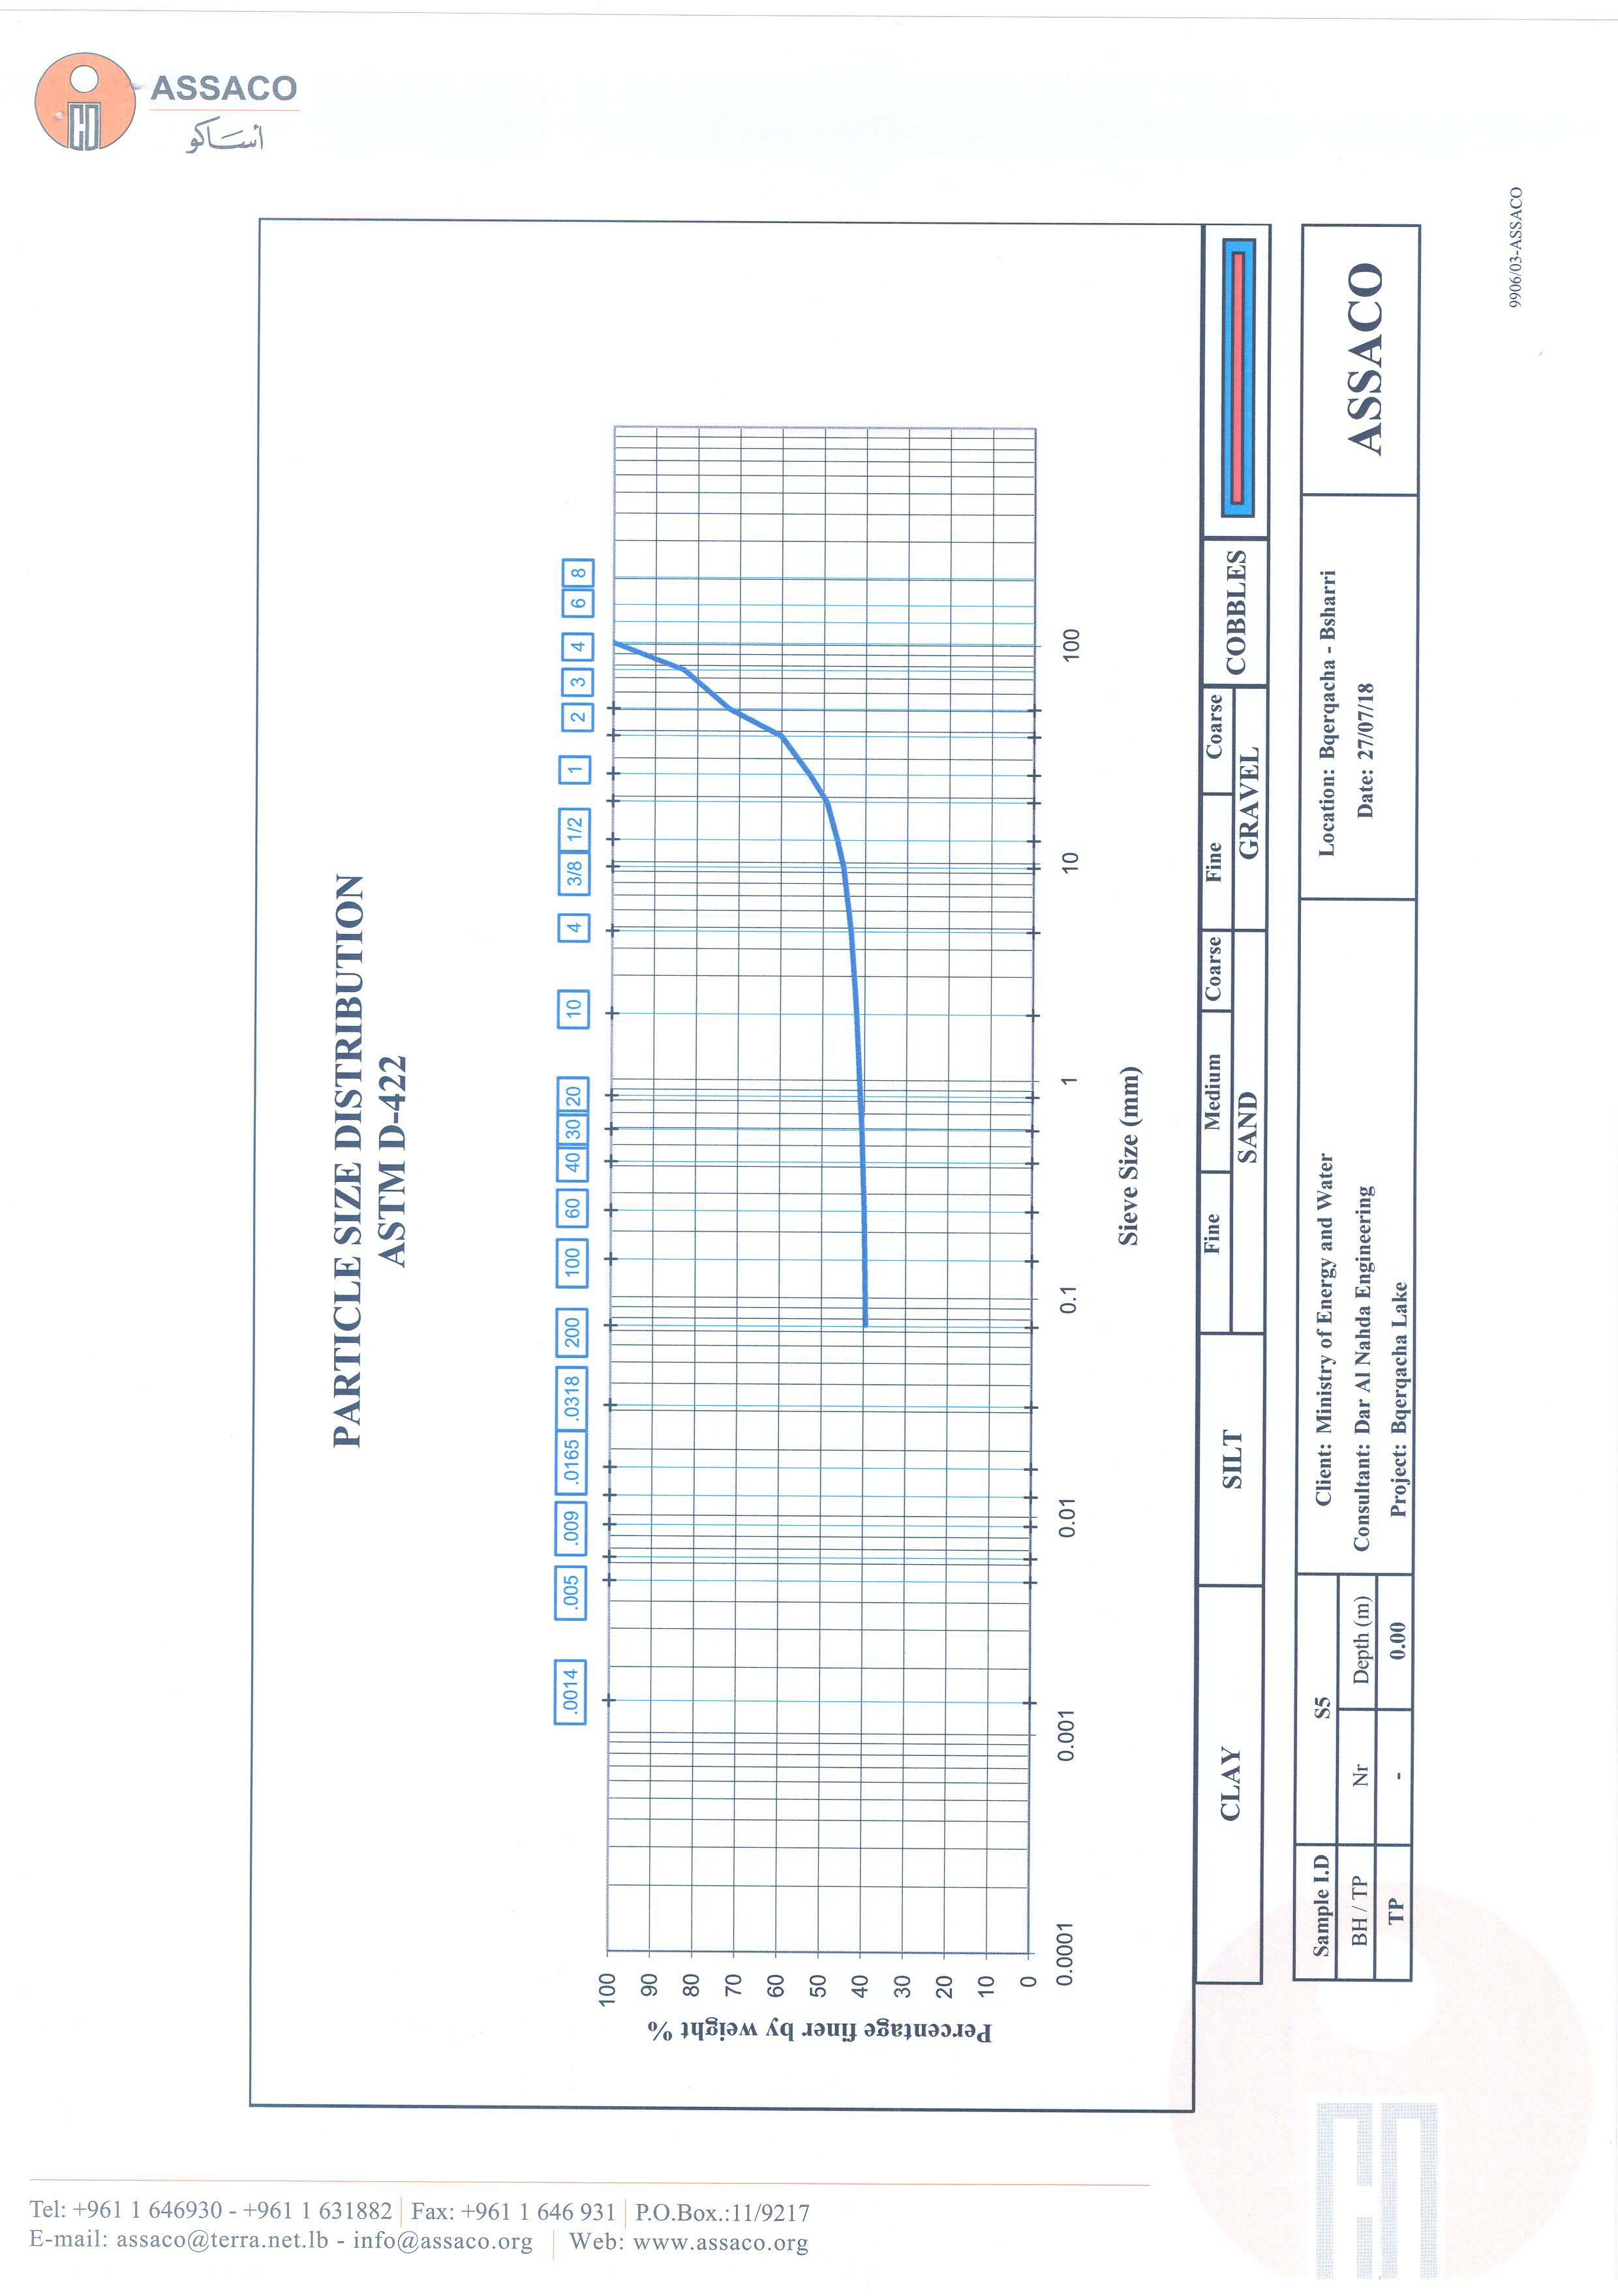 ASSACO
أساكو
PARTICLE SIZE DISTRIBUTION
ASTM D-422
.0014 .005 .009 .0165 .0318 200 100 60 40 30 20 10 4 3/8 1/2 1 2 3 4 6 8
Percentage finer by weight %
100
90
80
70
60
50
40
30
20
10
0
0.0001 0.001 0.01 0.1 1 10 100
Sieve Size (mm)
CLAY SILT Fine Medium Coarse Fine Coarse COBBLES
SAND GRAVEL
Sample I.D S5
BH / TP Nr Depth (m)
TP - 0.00
Client: Ministry of Energy and Water
Consultant: Dar Al Nahda Engineering
Project: Bqerqacha Lake
Location: Bqerqacha - Bsharri
Date: 27/07/18
ASSACO
9906/03-ASSACO
Tel: +961 1 646930 - +961 1 631882 | Fax: +961 1 646 931 | P.O.Box.:11/9217
E-mail: assaco@terra.net.lb - info@assaco.org | Web: www.assaco.org